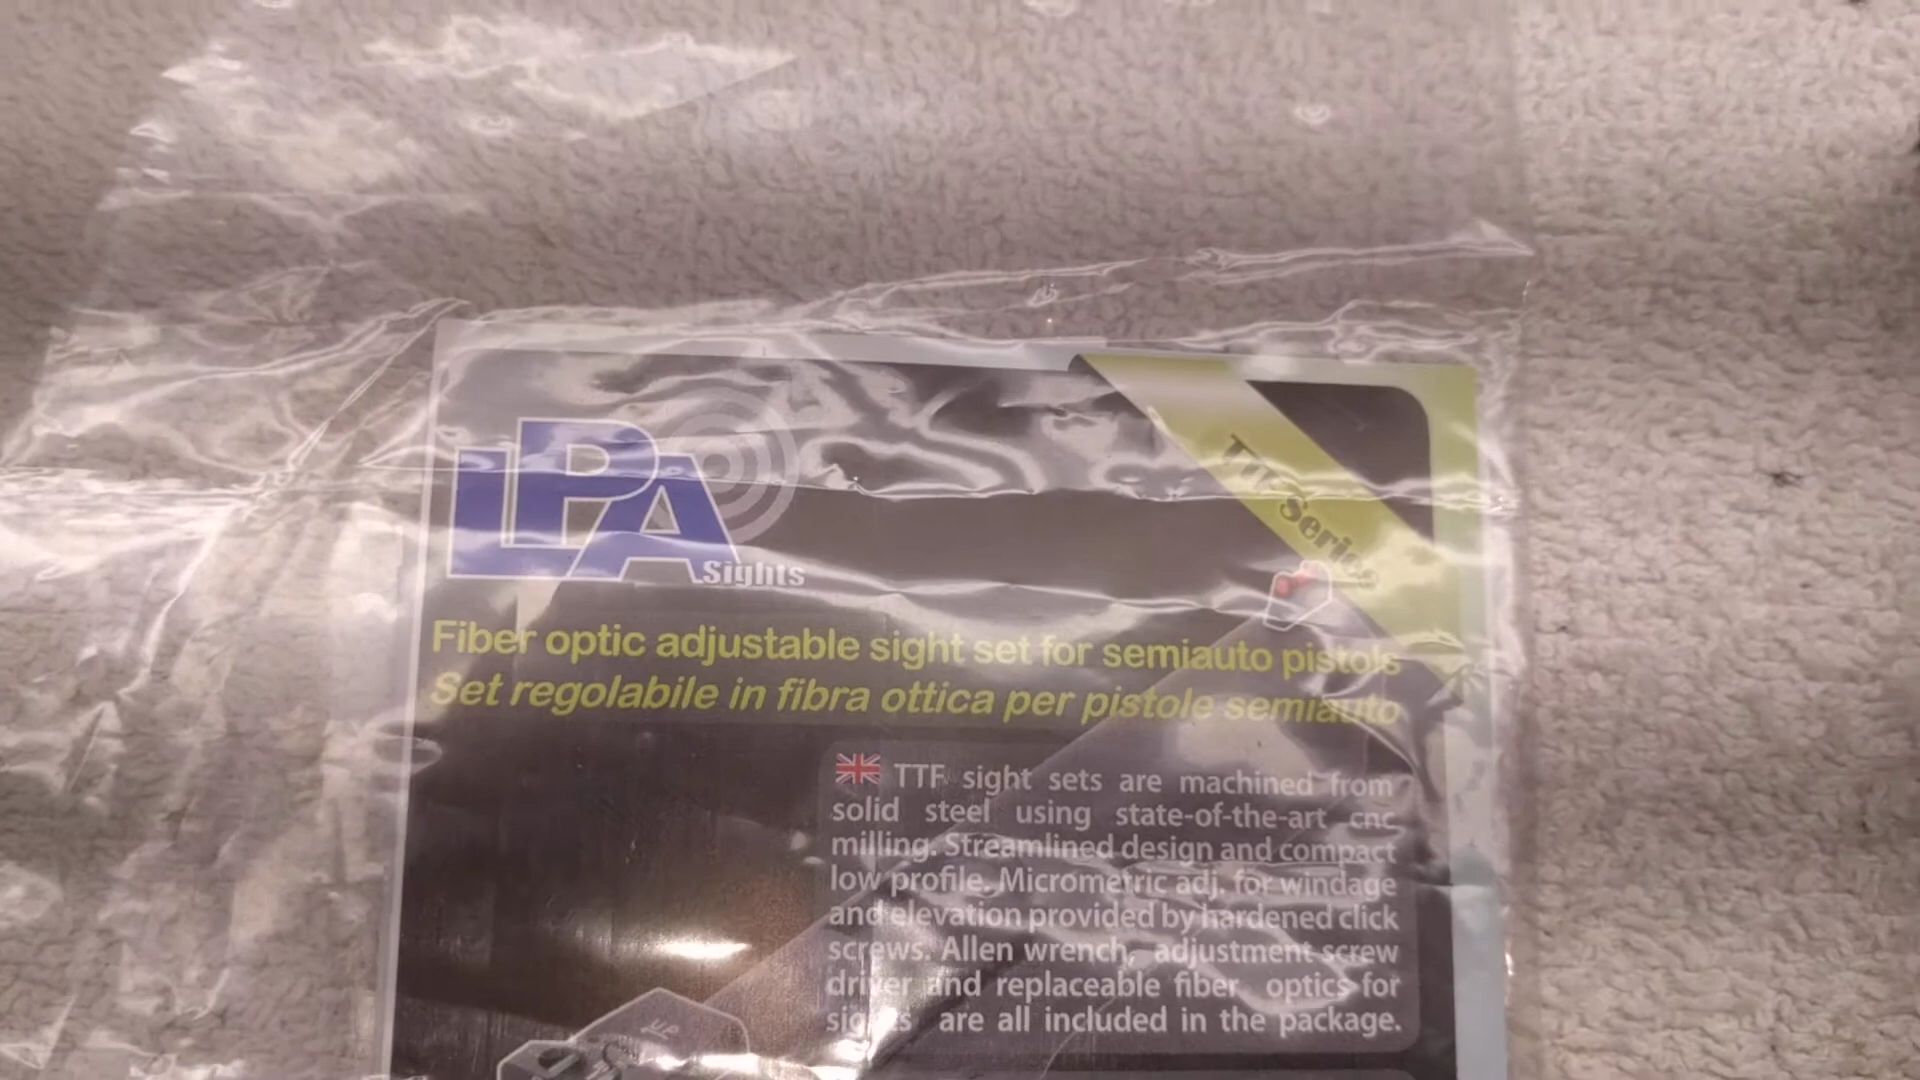 LPA
Sights
Series
Fiber optic adjustable sight set for semiauto pistols
Set regolabile in fibra ottica per pistole semiauto
TTF sight sets are machined from
solid steel using state-of-the-art cnc
milling. Streamlined design and compact
low profile. Micrometric adj. for windage
and elevation provided by hardened click
screws. Allen wrench, adjustment screw
driver and replaceable fiber optics for
sights are all included in the package.
UP